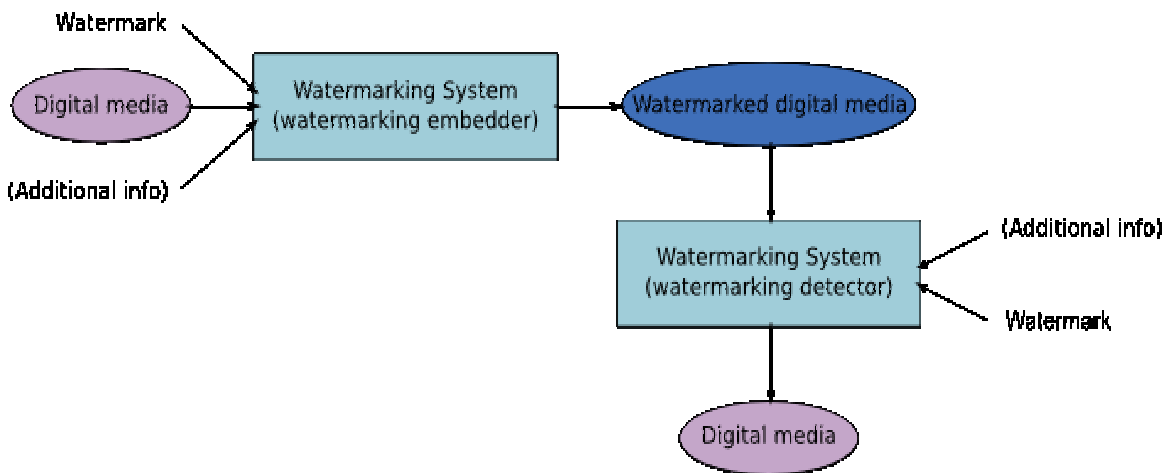 Watermark
Digital media
(Additional info)
Watermarking System
(watermarking embedder)
Watermarked digital media
Watermarking System
(watermarking detector)
(Additional info)
Watermark
Digital media